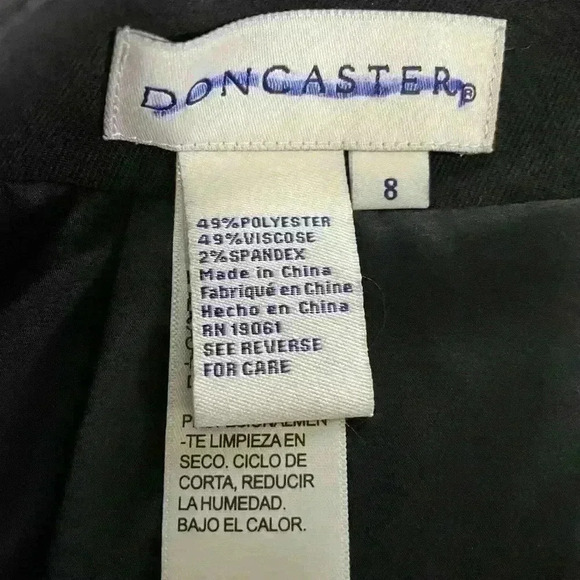 DONCASTER®
8
49%POLYESTER
49%VISCOSE
2%SPANDEX
Made in China
Fabriqué en Chine
Hecho en China
RN 19061
SEE REVERSE
FOR CARE
-TE LIMPIEZA EN
SECO. CICLO DE
CORTA, REDUCIR
LA HUMEDAD.
BAJO EL CALOR.